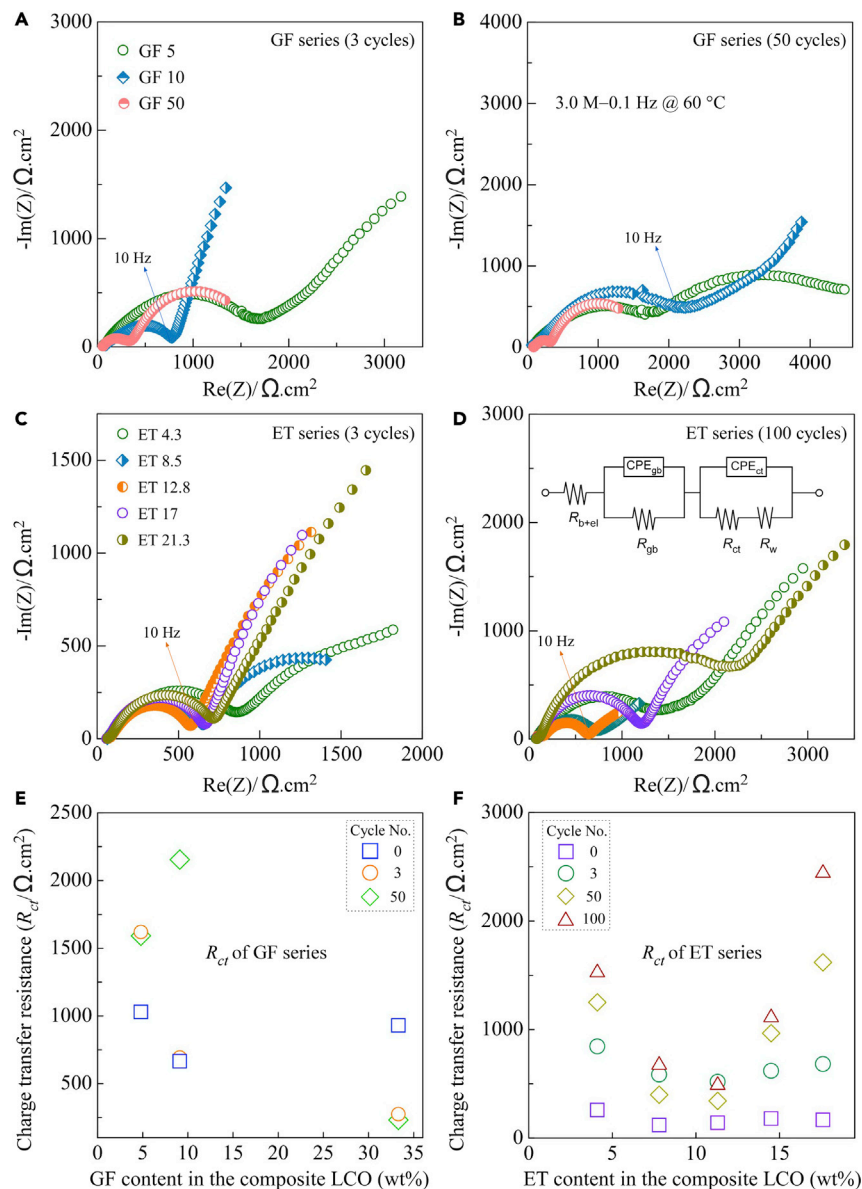 A
GF series (3 cycles)
GF 5
GF 10
GF 50
10 Hz
-Im(Z)/Ω.cm²
3000
2000
1000
0
0 1000 2000 3000
Re(Z)/Ω.cm²
B
GF series (50 cycles)
3.0 M–0.1 Hz @ 60 °C
10 Hz
-Im(Z)/Ω.cm²
4000
3000
2000
1000
0
0 1000 2000 3000 4000
Re(Z)/Ω.cm²
C
ET series (3 cycles)
ET 4.3
ET 8.5
ET 12.8
ET 17
ET 21.3
10 Hz
-Im(Z)/Ω.cm²
1500
1000
500
0
0 500 1000 1500 2000
Re(Z)/Ω.cm²
D
ET series (100 cycles)
CPEgb
CPEct
Rb+el
Rgb
Rct
Rw
10 Hz
-Im(Z)/Ω.cm²
3000
2000
1000
0
0 1000 2000 3000
Re(Z)/Ω.cm²
E
Cycle No.
0
3
50
Rct of GF series
Charge transfer resistance (Rct/Ω.cm²)
2500
2000
1500
1000
500
0 5 10 15 20 25 30 35
GF content in the composite LCO (wt%)
F
Cycle No.
0
3
50
100
Rct of ET series
Charge transfer resistance (Rct/Ω.cm²)
3000
2000
1000
0
0 5 10 15
ET content in the composite LCO (wt%)